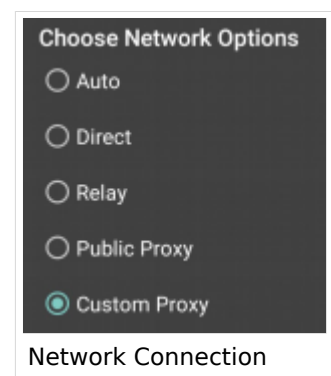 Choose Network Options
Auto
Direct
Relay
Public Proxy
Custom Proxy
Network Connection